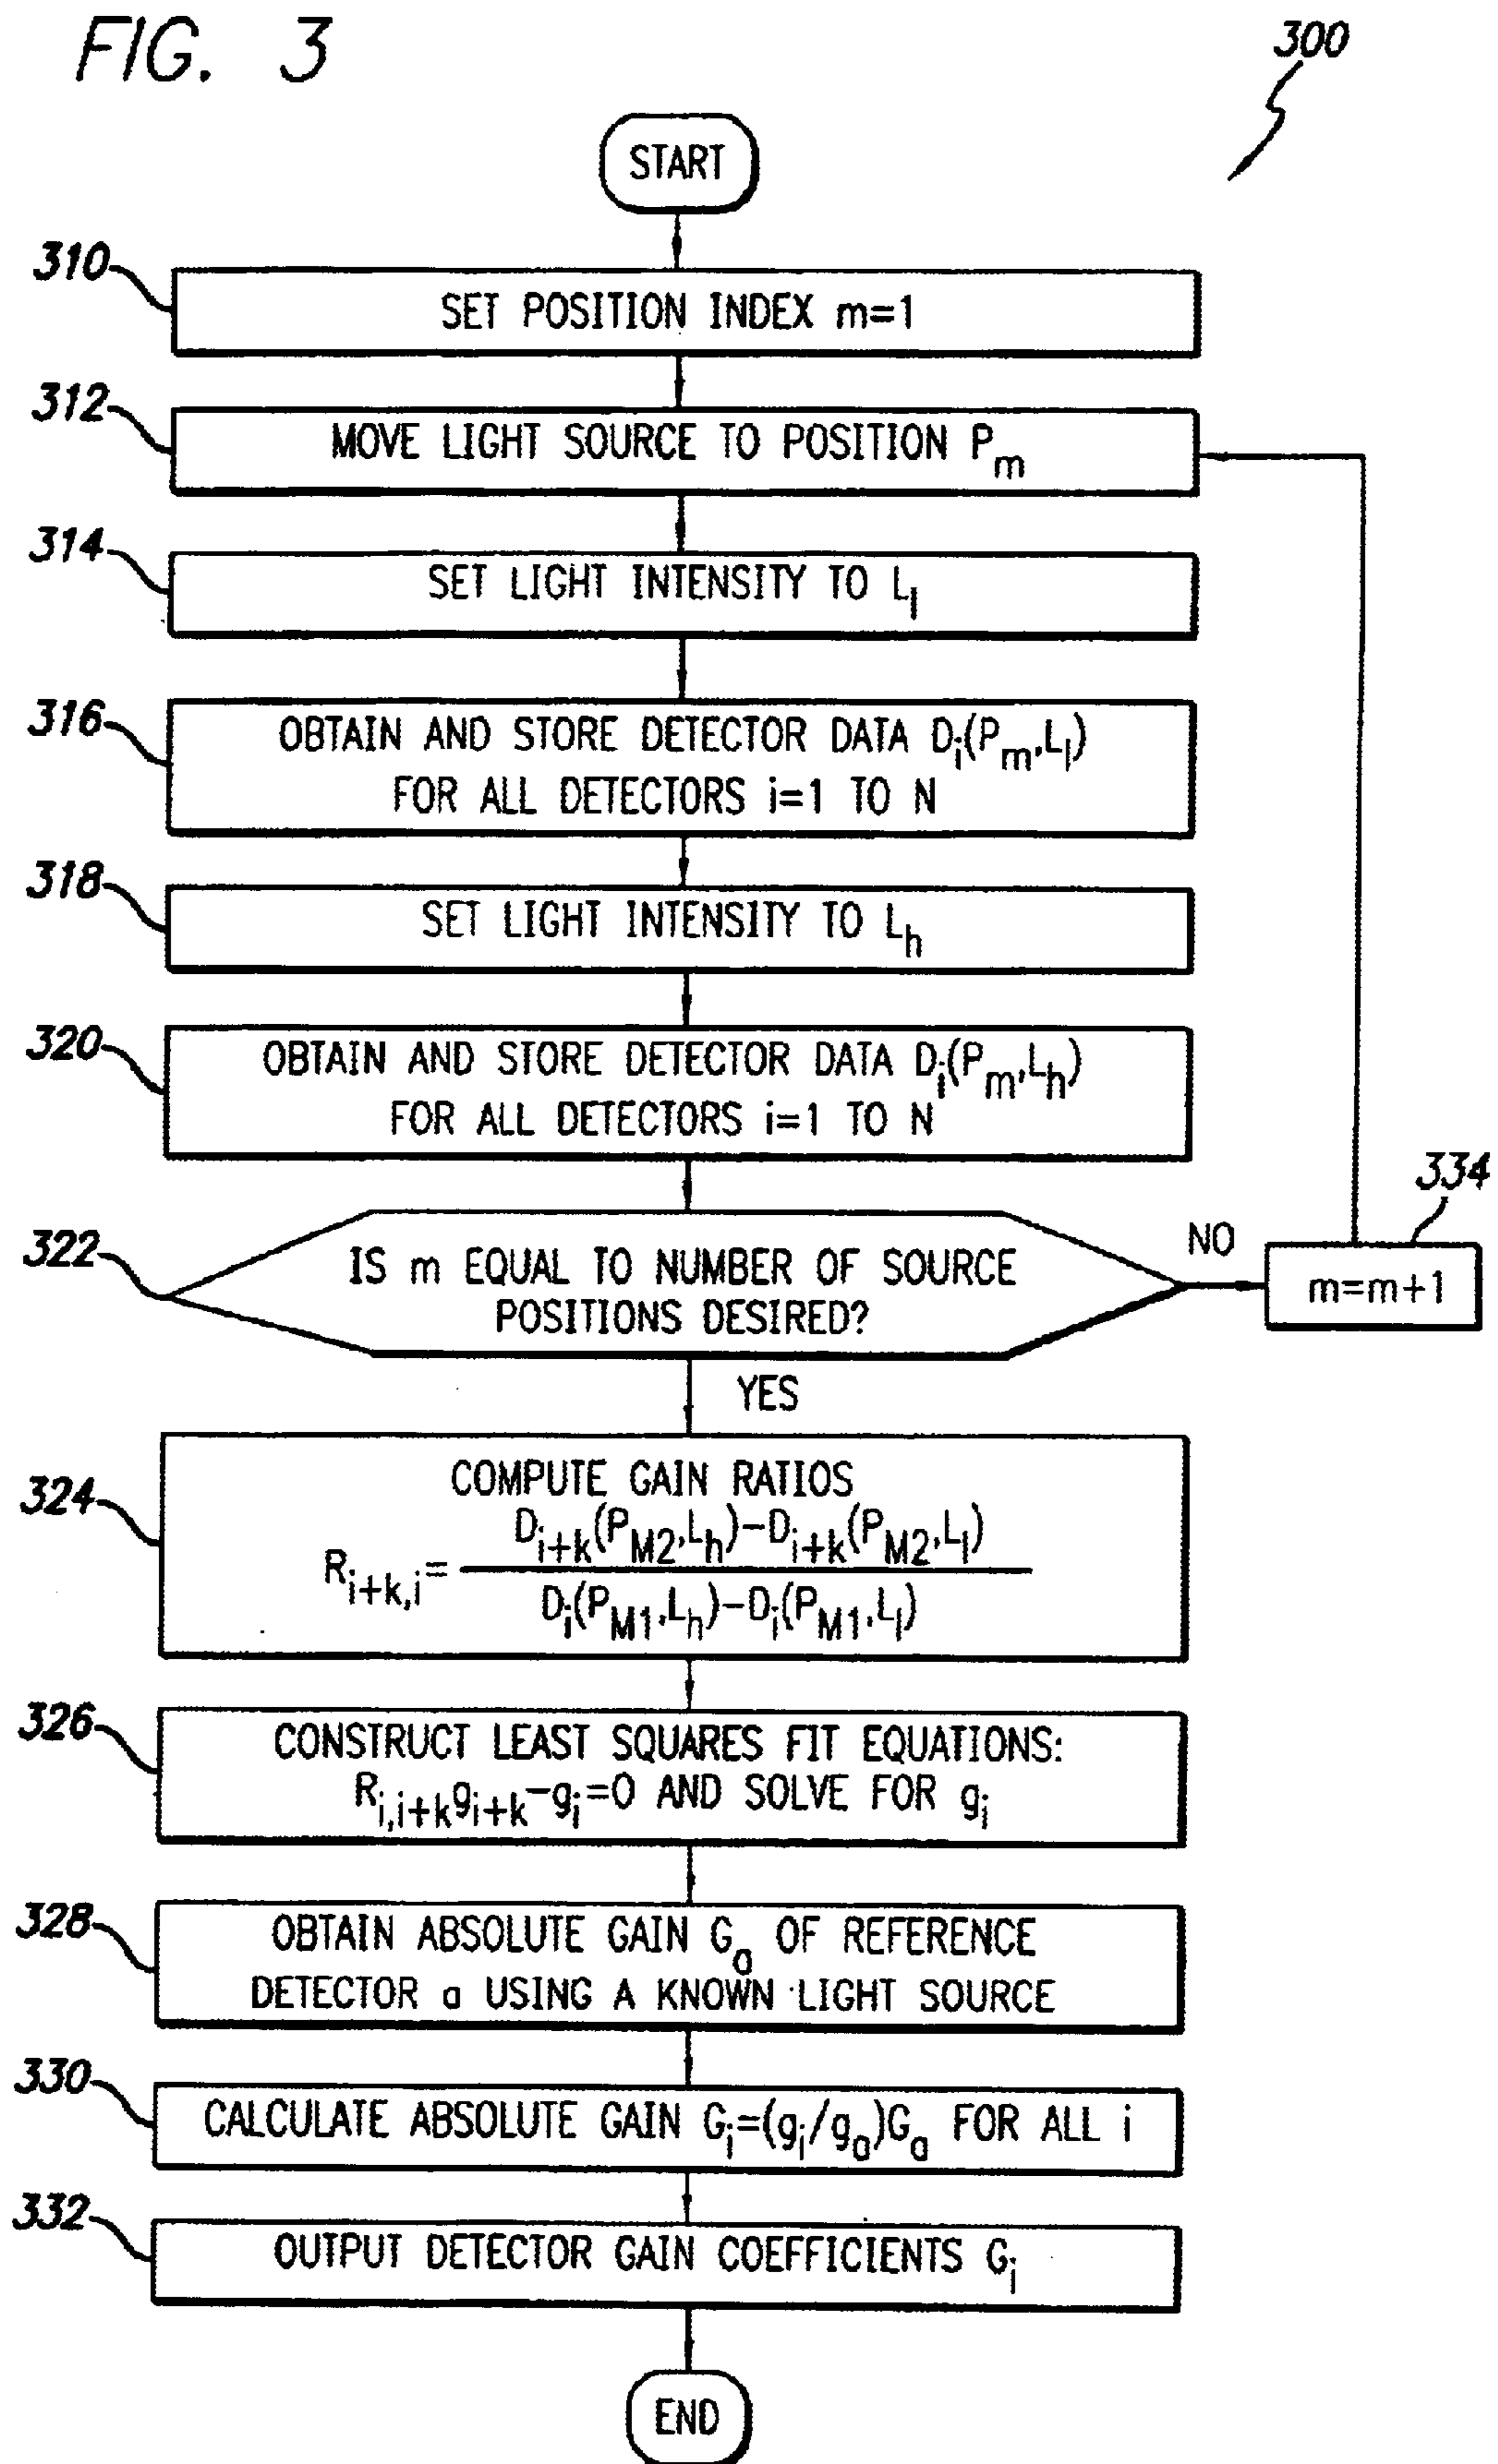 FIG. 3
300
START
310
SET POSITION INDEX m=1
312
MOVE LIGHT SOURCE TO POSITION Pm
314
SET LIGHT INTENSITY TO Ll
316
OBTAIN AND STORE DETECTOR DATA Di(Pm,Ll)
FOR ALL DETECTORS i=1 TO N
318
SET LIGHT INTENSITY TO Lh
320
OBTAIN AND STORE DETECTOR DATA Di(Pm,Lh)
FOR ALL DETECTORS i=1 TO N
322
IS m EQUAL TO NUMBER OF SOURCE
POSITIONS DESIRED?
NO
334
m=m+1
YES
324
COMPUTE GAIN RATIOS
Di+k(PM2,Lh)-Di+k(PM2,Ll)
Ri+k,i=
Di(PM1,Lh)-Di(PM1,Ll)
326
CONSTRUCT LEAST SQUARES FIT EQUATIONS:
Ri,i+kgi+k-gi=0 AND SOLVE FOR gi
328
OBTAIN ABSOLUTE GAIN Ga OF REFERENCE
DETECTOR a USING A KNOWN LIGHT SOURCE
330
CALCULATE ABSOLUTE GAIN Gi=(gi/ga)Ga FOR ALL i
332
OUTPUT DETECTOR GAIN COEFFICIENTS Gi
END